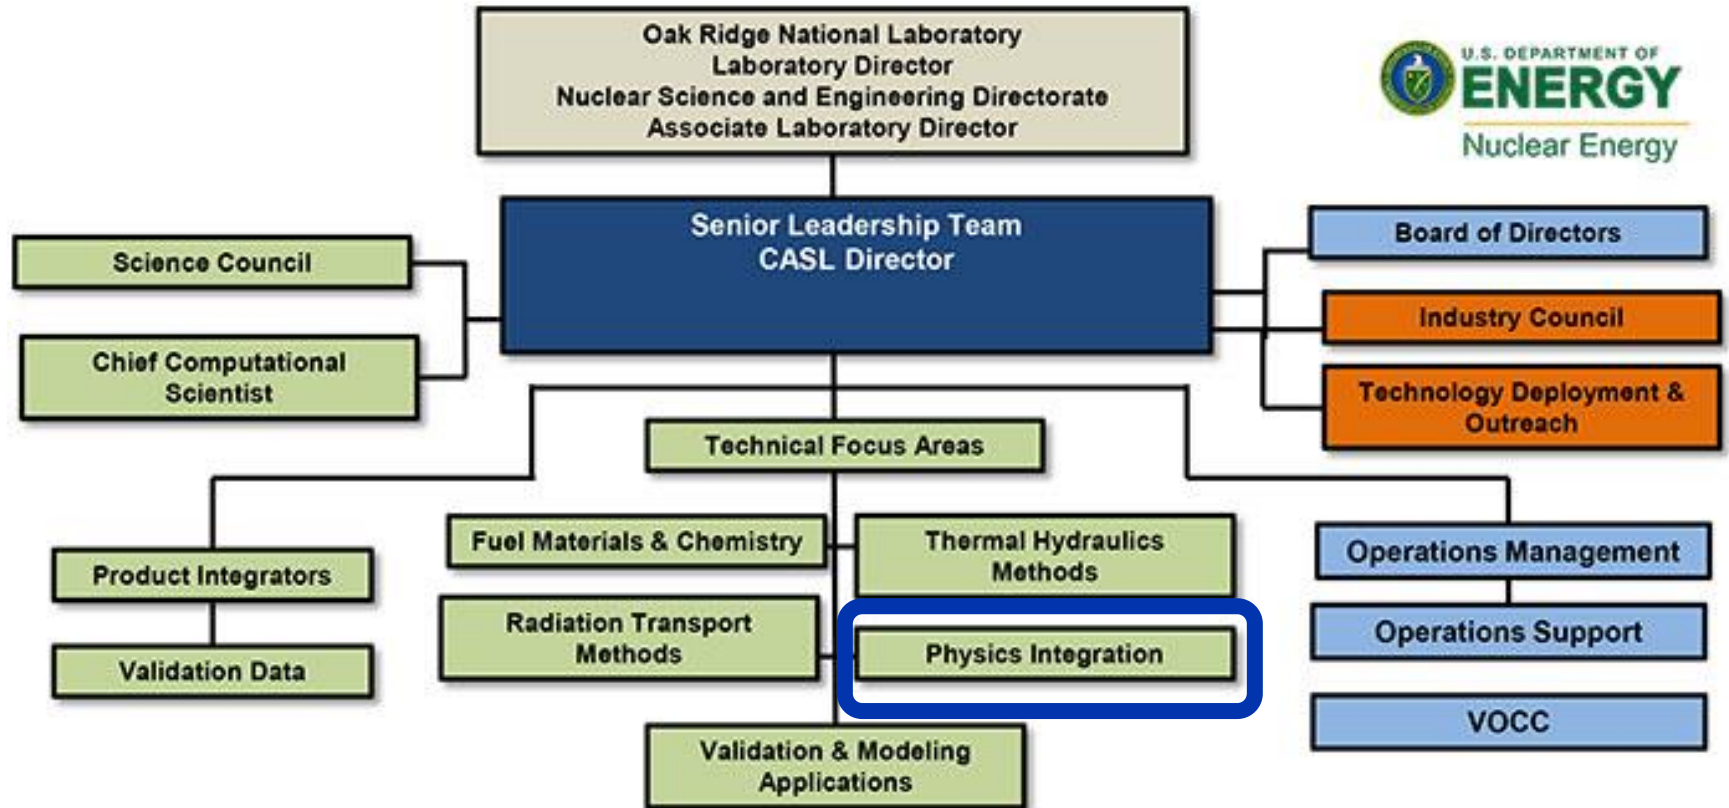 Oak Ridge National Laboratory
Laboratory Director
Nuclear Science and Engineering Directorate
Associate Laboratory Director
U.S. DEPARTMENT OF
ENERGY
Nuclear Energy
Senior Leadership Team
CASL Director
Science Council
Chief Computational
Scientist
Board of Directors
Industry Council
Technology Deployment &
Outreach
Technical Focus Areas
Product Integrators
Validation Data
Fuel Materials & Chemistry
Thermal Hydraulics
Methods
Radiation Transport
Methods
Physics Integration
Validation & Modeling
Applications
Operations Management
Operations Support
VOCC